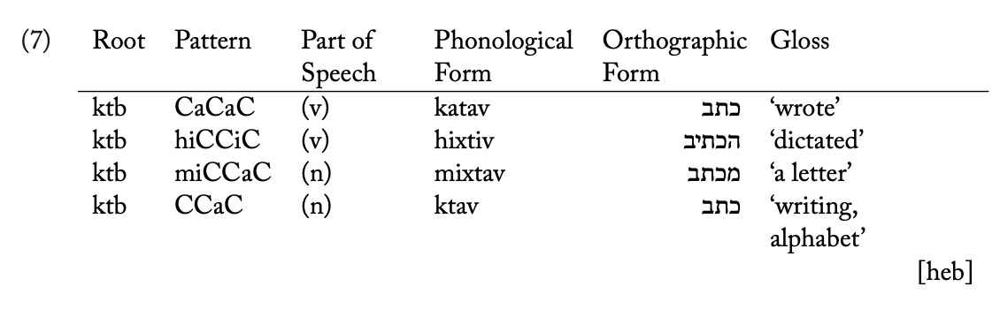 (7) Root Pattern Part of Phonological Orthographic Gloss
Speech Form Form
ktb CaCaC (v) katav כתב ‘wrote’
ktb hiCCiC (v) hixtiv הכתיב ‘dictated’
ktb miCCaC (n) mixtav מכתב ‘a letter’
ktb CCaC (n) ktav כתב ‘writing,
alphabet’
[heb]